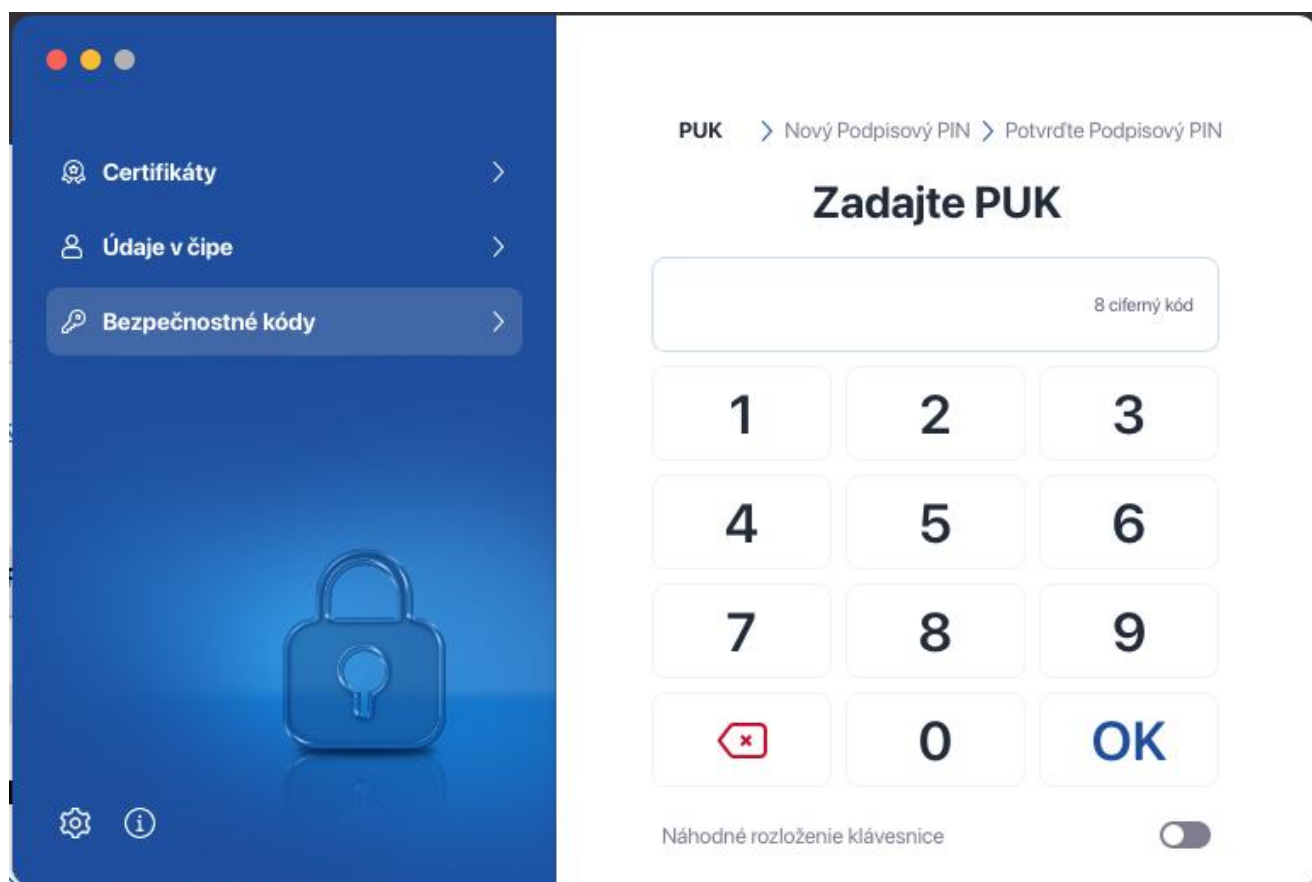 Certifikáty
Údaje v čipe
Bezpečnostné kódy
PUK > Nový Podpisový PIN > Potvrďte Podpisový PIN
Zadajte PUK
8 ciferný kód
1 2 3
4 5 6
7 8 9
0 OK
Náhodné rozloženie klávesnice